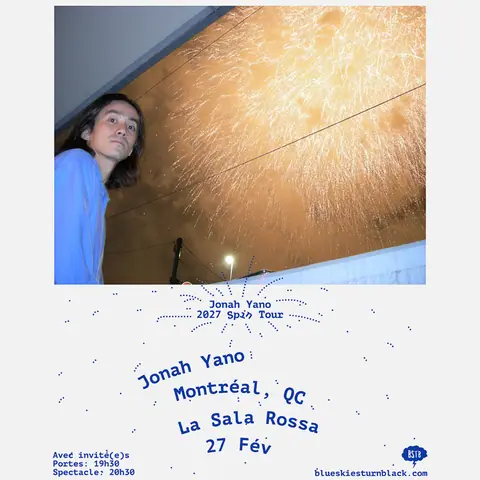 Jonah Yano
2027 Spin Tour
Jonah Yano
Montréal, QC
La Sala Rossa
27 Fév
Avec invité(e)s
Portes: 19h30
Spectacle: 20h30
BSTB
blueskiesturnblack.com